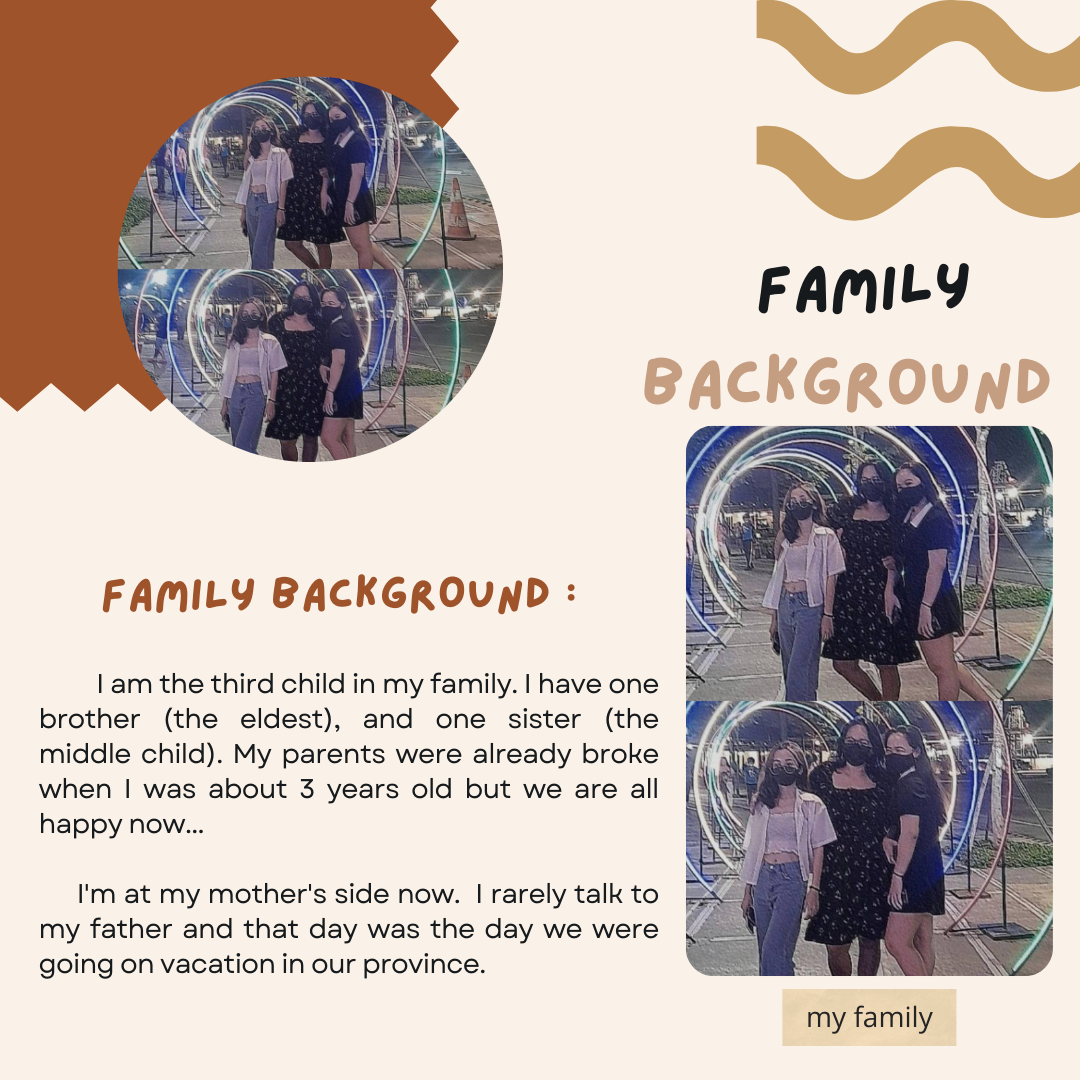 FAMILY
BACKGROUND
FAMILY BACKGROUND :
I am the third child in my family. I have one
brother (the eldest), and one sister (the
middle child). My parents were already broke
when I was about 3 years old but we are all
happy now...
I'm at my mother's side now. I rarely talk to
my father and that day was the day we were
going on vacation in our province.
my family